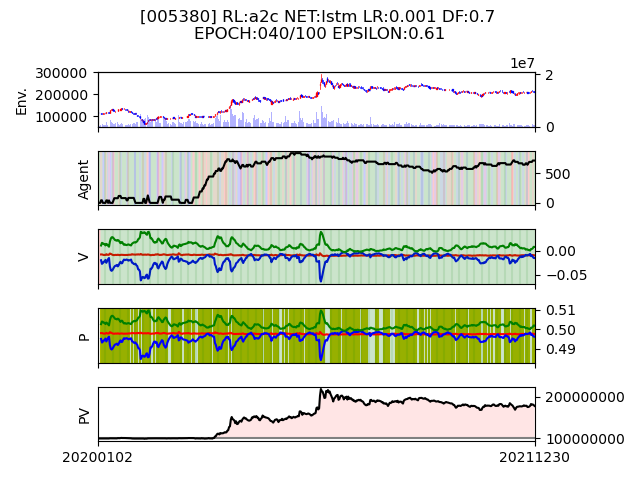 [005380] RL:a2c NET:lstm LR:0.001 DF:0.7
EPOCH:040/100 EPSILON:0.61
1e7
Env.
300000
200000
100000
2
0
Agent
500
0
V
0.00
−0.05
P
0.51
0.50
0.49
PV
200000000
100000000
20200102
20211230